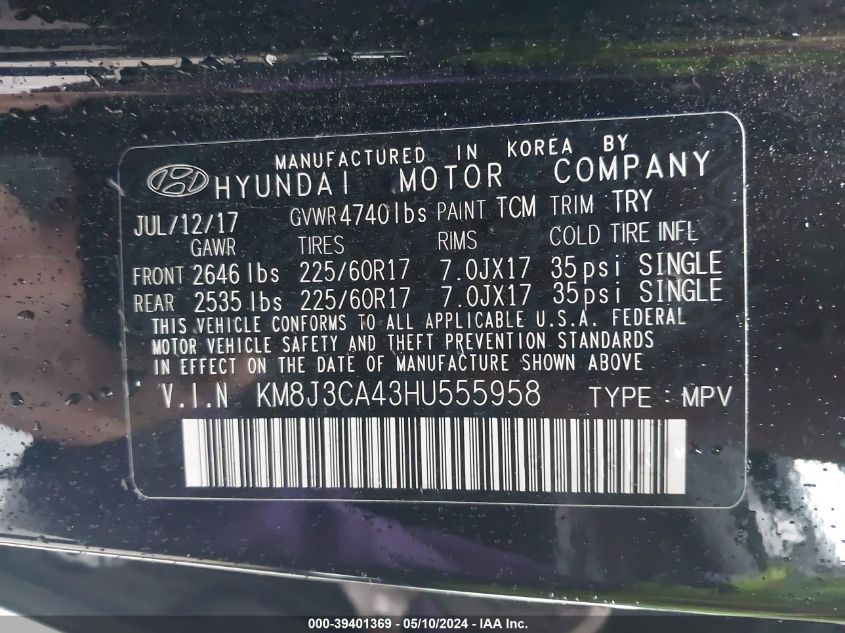 MANUFACTURED IN KOREA BY
HYUNDAI MOTOR COMPANY
JUL/12/17 GVWR 4740 lbs PAINT TCM TRIM TRY
GAWR TIRES RIMS COLD TIRE INFL
FRONT 2646 lbs 225/60R17 7.0JX17 35psi SINGLE
REAR 2535 lbs 225/60R17 7.0JX17 35psi SINGLE
THIS VEHICLE CONFORMS TO ALL APPLICABLE U.S.A. FEDERAL
MOTOR VEHICLE SAFETY AND THEFT PREVENTION STANDARDS
IN EFFECT ON THE DATE OF MANUFACTURE SHOWN ABOVE
V.I.N KM8J3CA43HU555958 TYPE : MPV
000-39401369 - 05/10/2024 - IAA Inc.